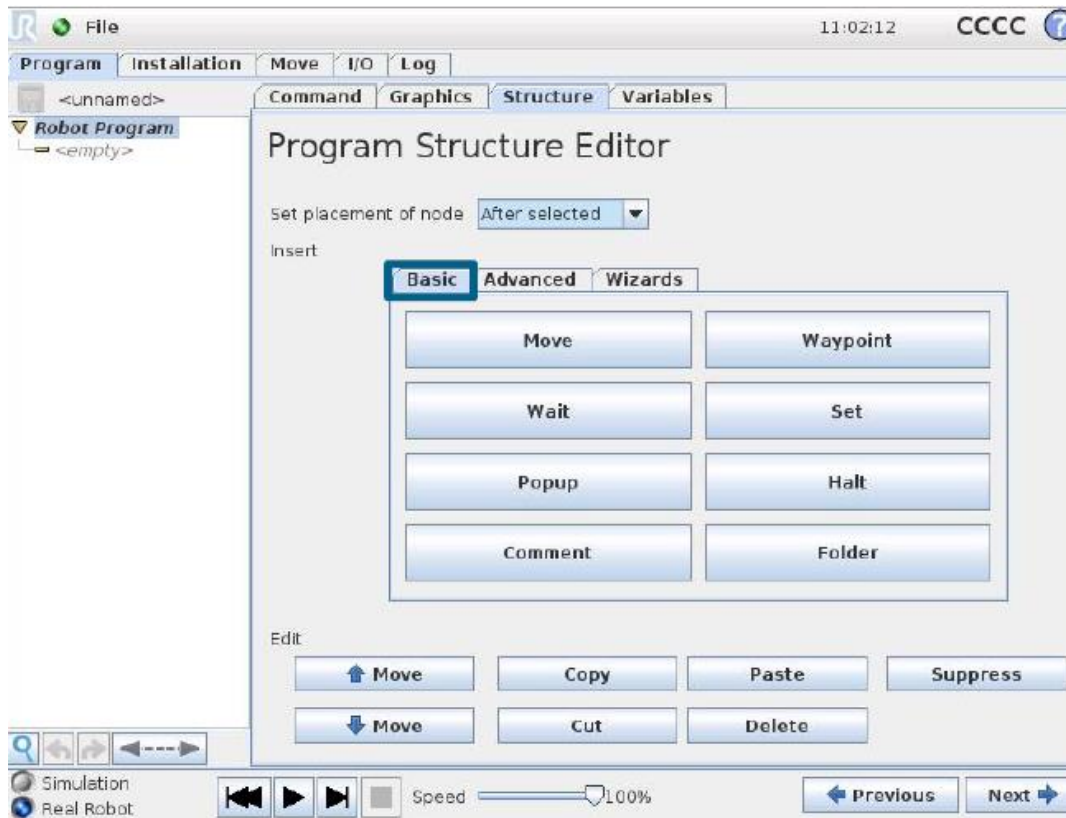 UR File 11:02:12 CCCC ?
Program Installation Move I/O Log
<unnamed> Command Graphics Structure Variables
Robot Program
<empty>
Program Structure Editor
Set placement of node After selected
Insert
Basic Advanced Wizards
Move Waypoint
Wait Set
Popup Halt
Comment Folder
Edit
Move Copy Paste Suppress
Move Cut Delete
Simulation
Real Robot
Speed 100% Previous Next